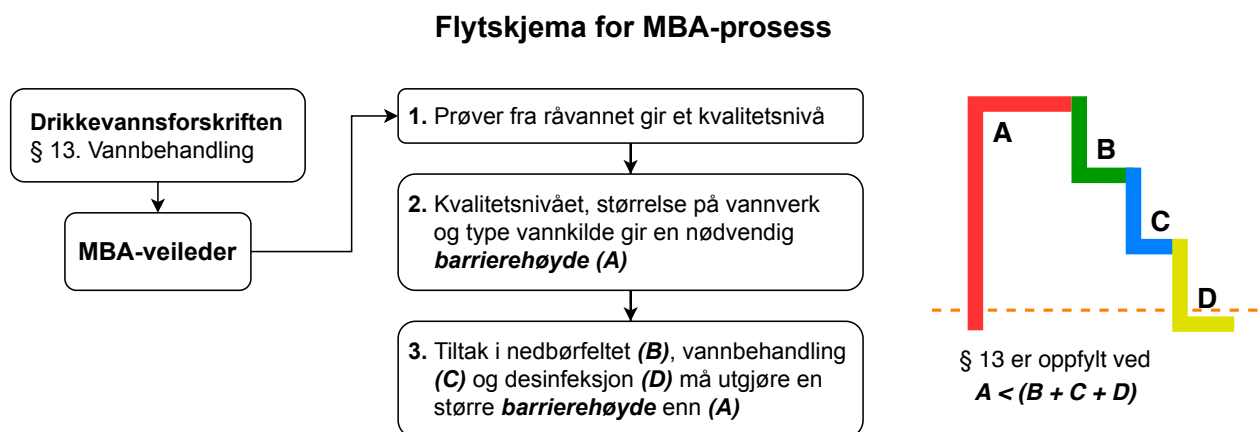 Flytskjema for MBA-prosess
Drikkevannsforskriften
§ 13. Vannbehandling
MBA-veileder
1. Prøver fra råvannet gir et kvalitetsnivå
2. Kvalitetsnivået, størrelse på vannverk
og type vannkilde gir en nødvendig
barrierehøyde (A)
3. Tiltak i nedbørfeltet (B), vannbehandling
(C) og desinfeksjon (D) må utgjøre en
større barrierehøyde enn (A)
A
B
C
D
§ 13 er oppfylt ved
A < (B + C + D)